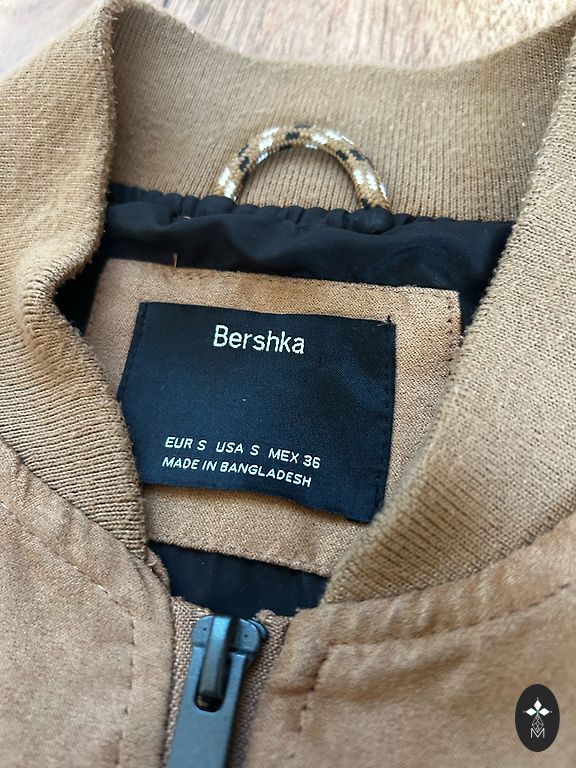 Bershka
EUR S USA S MEX 36
MADE IN BANGLADESH
M